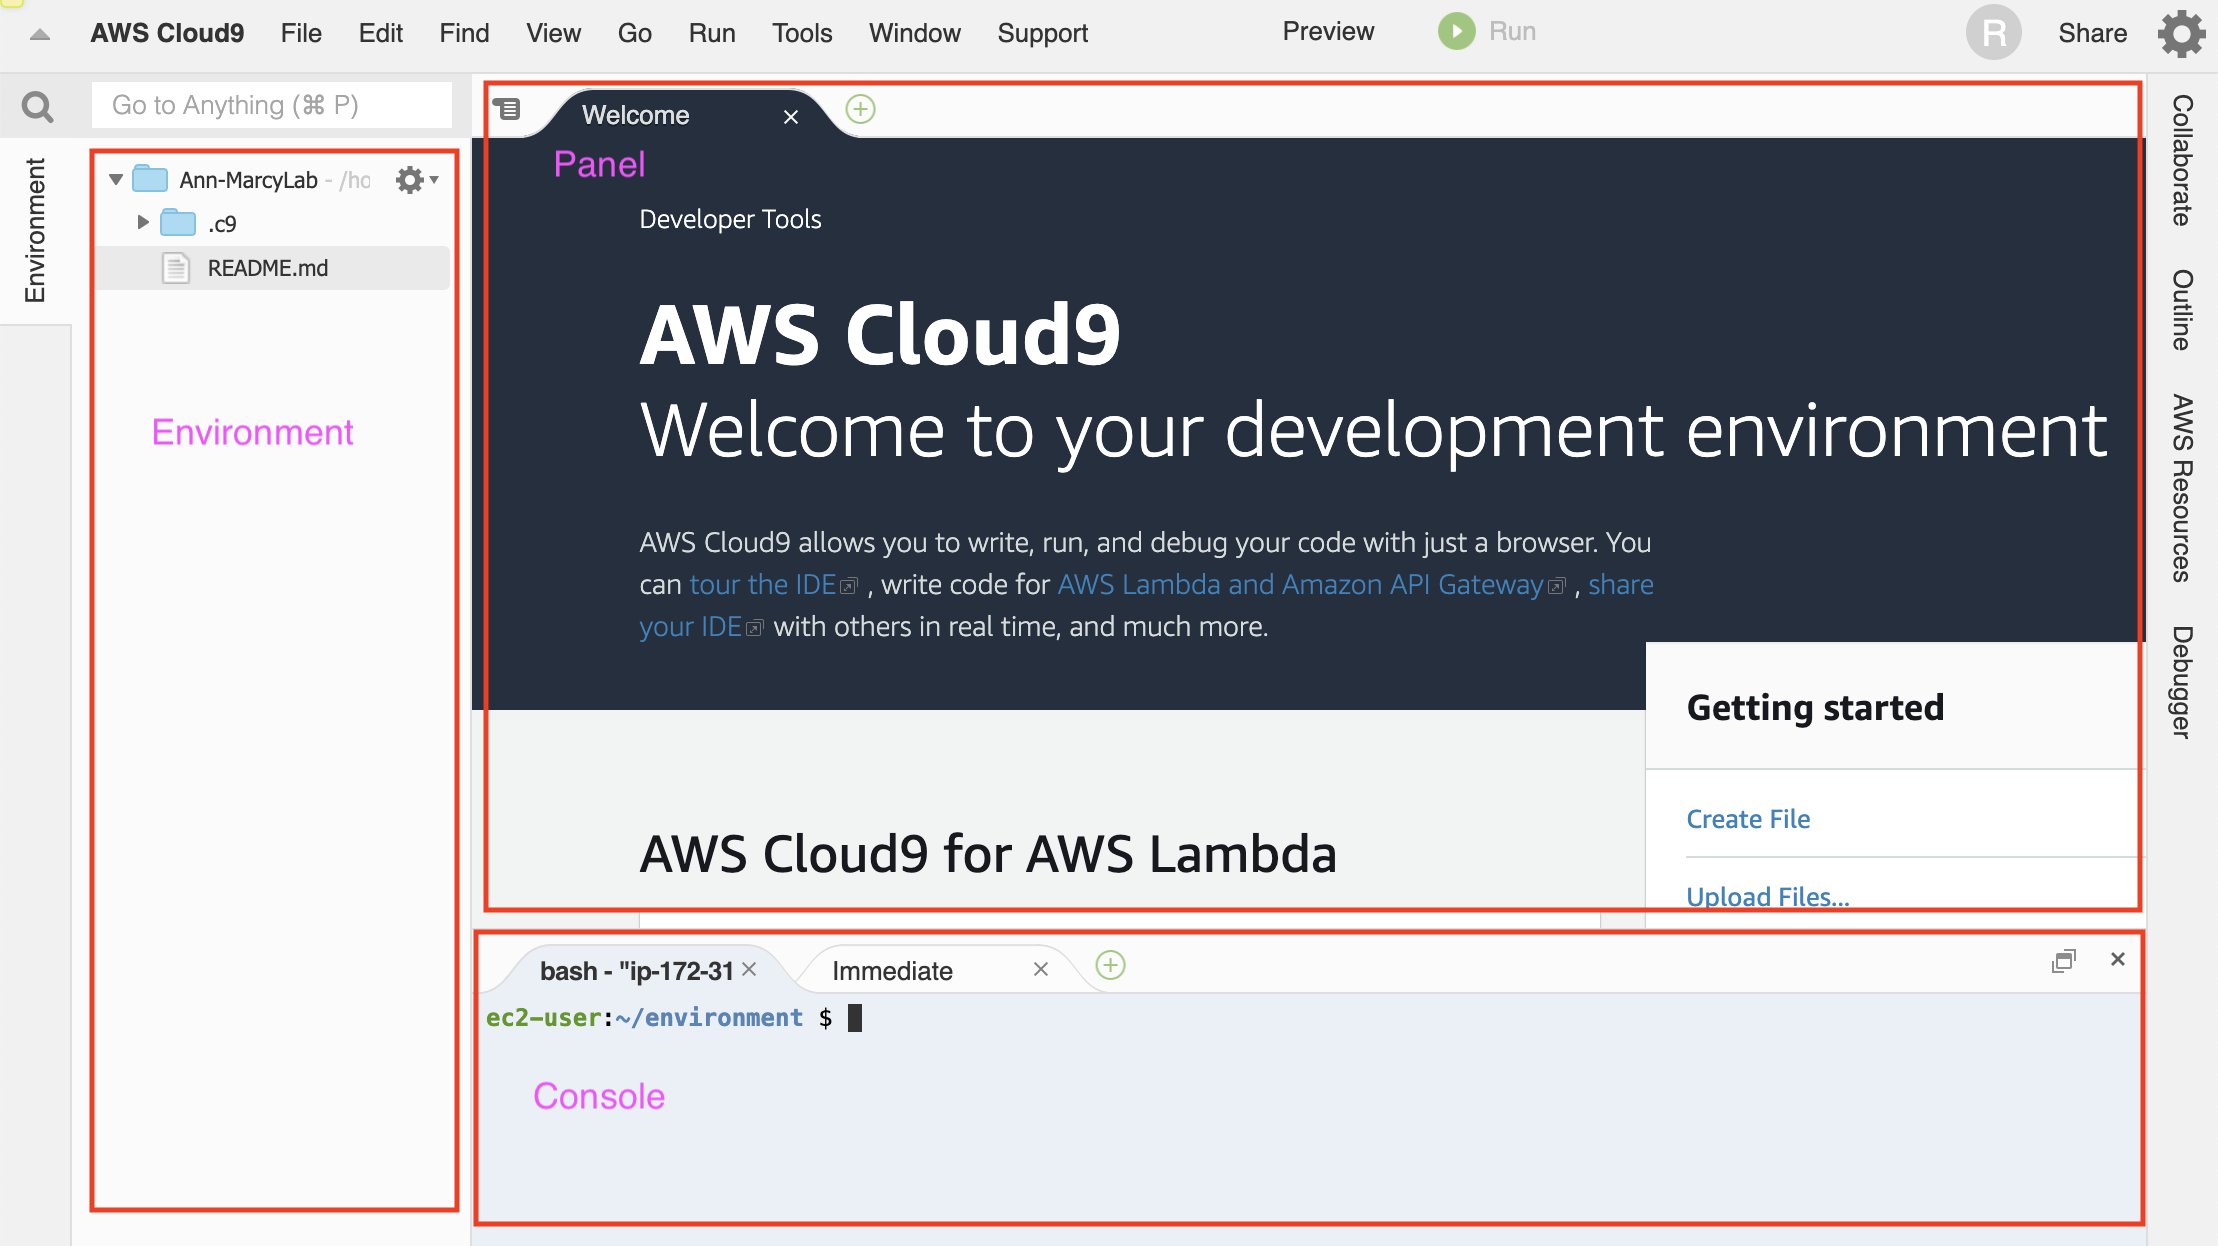 AWS Cloud9 File Edit Find View Go Run Tools Window Support Preview Run R Share
Go to Anything (⌘ P)
Environment
Ann-MarcyLab - /ho
.c9
README.md
Environment
Welcome
Panel
Developer Tools
AWS Cloud9
Welcome to your development environment
AWS Cloud9 allows you to write, run, and debug your code with just a browser. You
can tour the IDE , write code for AWS Lambda and Amazon API Gateway , share
your IDE with others in real time, and much more.
Getting started
Create File
Upload Files...
AWS Cloud9 for AWS Lambda
bash - "ip-172-31 Immediate
ec2-user:~/environment $
Console
Collaborate
Outline
AWS Resources
Debugger